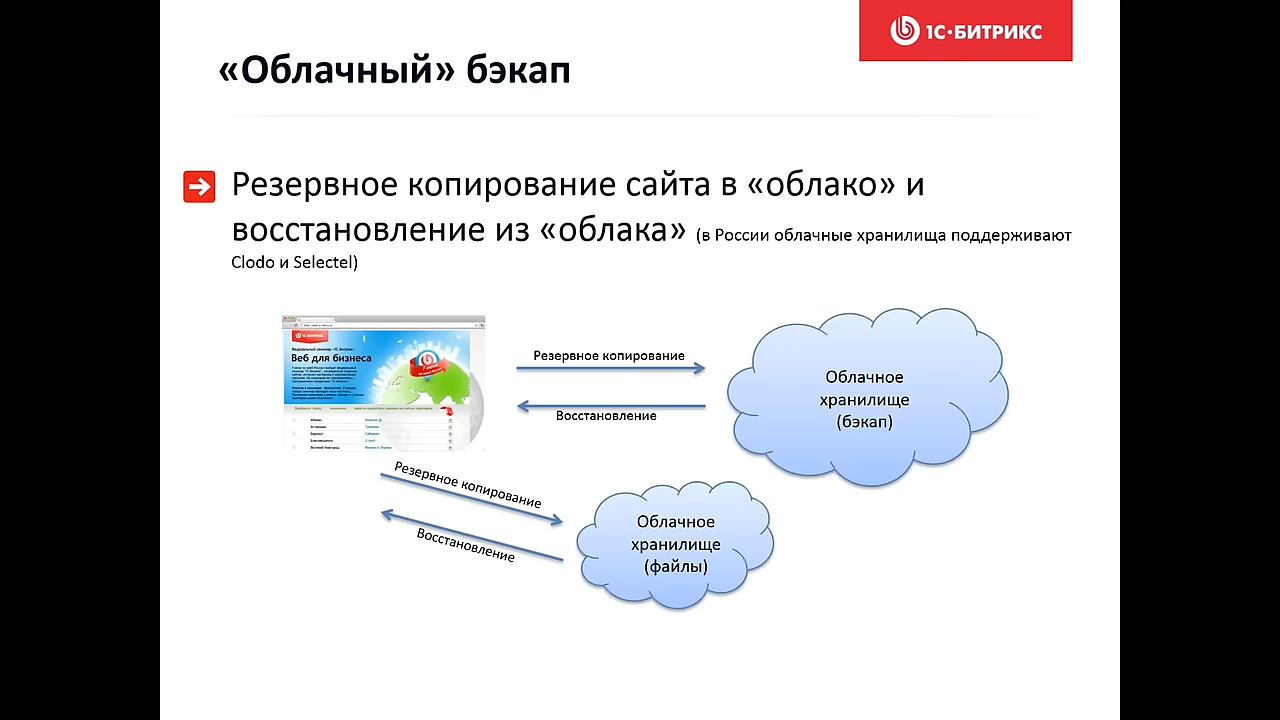 1С·БИТРИКС
«Облачный» бэкап
Резервное копирование сайта в «облако» и
восстановление из «облака» (в России облачные хранилища поддерживают
Clodo и Selectel)
Веб для бизнеса
Резервное копирование
Восстановление
Облачное
хранилище
(бэкап)
Резервное копирование
Восстановление
Облачное
хранилище
(файлы)